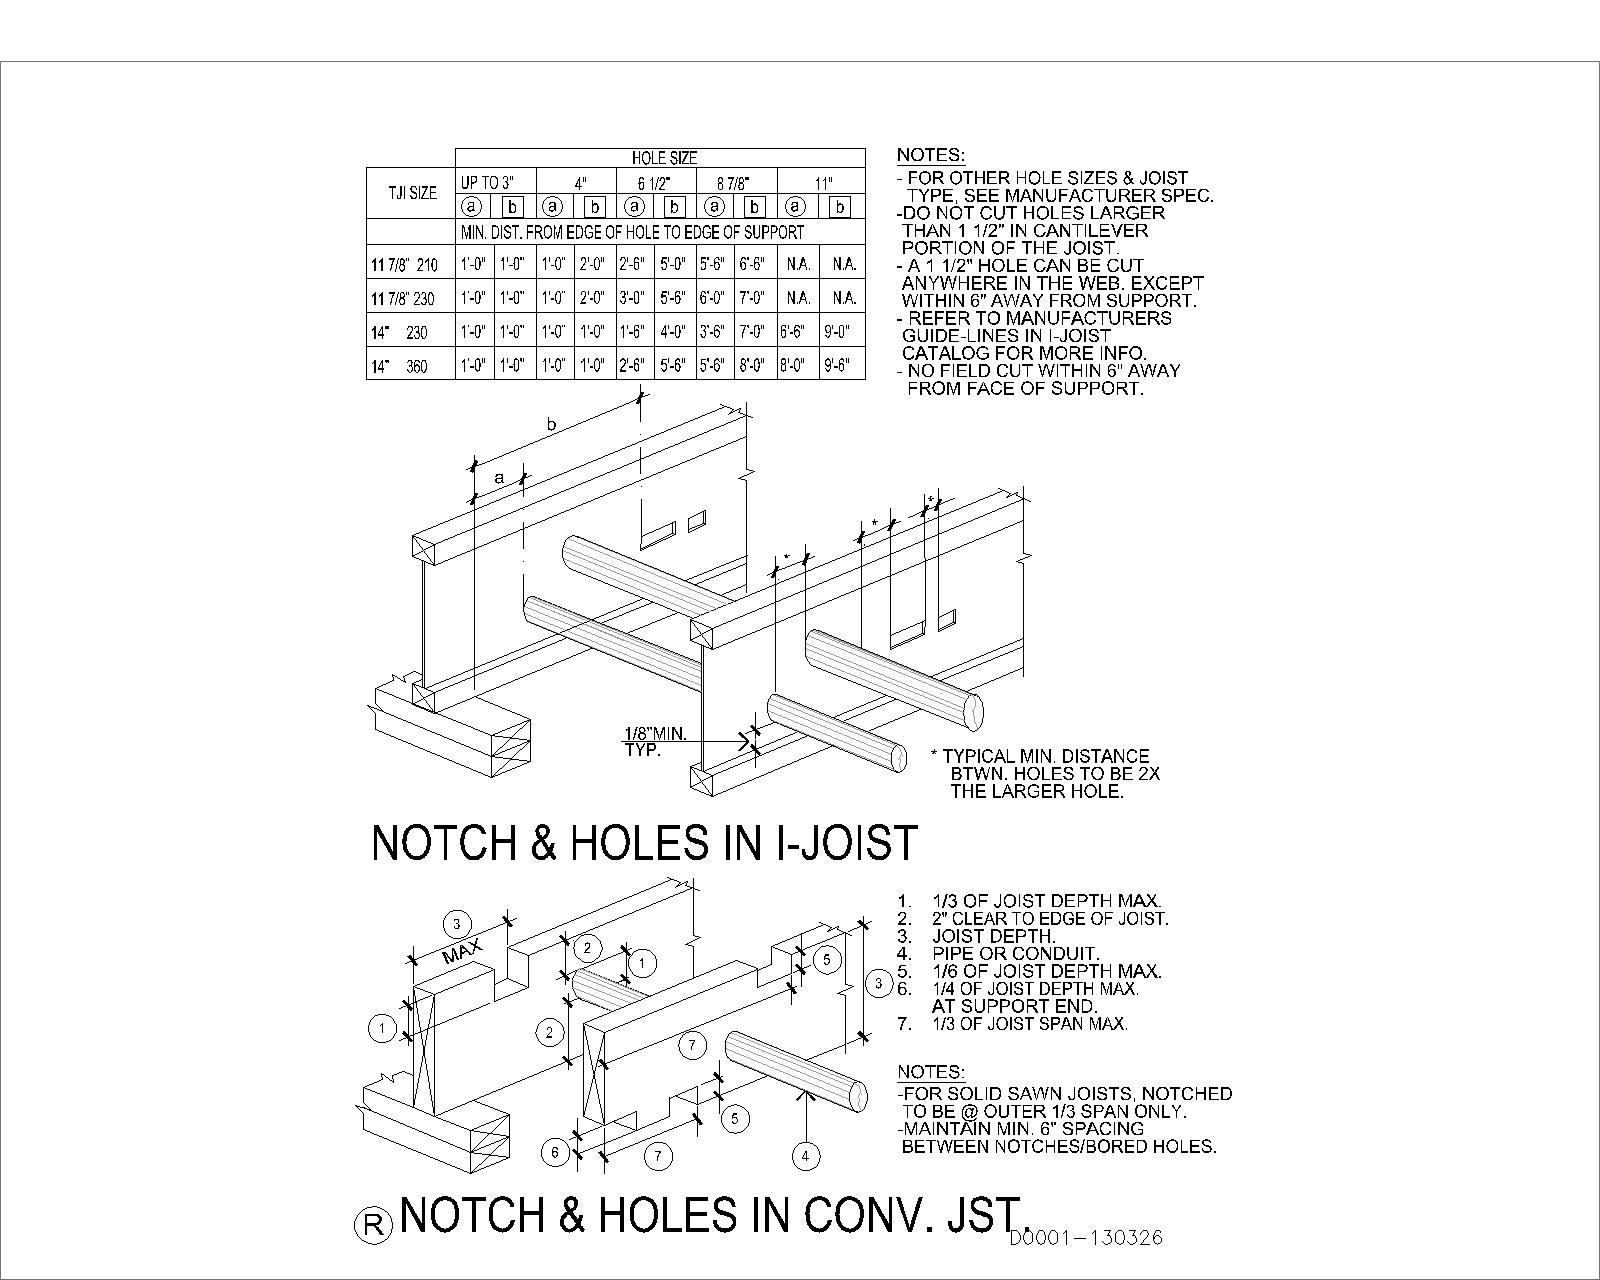 HOLE SIZE
TJI SIZE UP TO 3" 4" 6 1/2" 8 7/8" 11"
a b a b a b a b a b
MIN. DIST. FROM EDGE OF HOLE TO EDGE OF SUPPORT
11 7/8" 210 1'-0" 1'-0" 1'-0" 2'-0" 2'-6" 5'-0" 5'-6" 6'-6" N.A. N.A.
11 7/8" 230 1'-0" 1'-0" 1'-0" 2'-0" 3'-0" 5'-6" 6'-0" 7'-0" N.A. N.A.
14" 230 1'-0" 1'-0" 1'-0" 1'-0" 1'-6" 4'-0" 3'-6" 7'-0" 6'-6" 9'-0"
14" 360 1'-0" 1'-0" 1'-0" 1'-0" 2'-6" 5'-6" 5'-6" 8'-0" 8'-0" 9'-6"
NOTES:
- FOR OTHER HOLE SIZES & JOIST
TYPE, SEE MANUFACTURER SPEC.
-DO NOT CUT HOLES LARGER
THAN 1 1/2" IN CANTILEVER
PORTION OF THE JOIST.
- A 1 1/2" HOLE CAN BE CUT
ANYWHERE IN THE WEB. EXCEPT
WITHIN 6" AWAY FROM SUPPORT.
- REFER TO MANUFACTURERS
GUIDE-LINES IN I-JOIST
CATALOG FOR MORE INFO.
- NO FIELD CUT WITHIN 6" AWAY
FROM FACE OF SUPPORT.
b
a
*
*
*
1/8"MIN.
TYP.
* TYPICAL MIN. DISTANCE
BTWN. HOLES TO BE 2X
THE LARGER HOLE.
NOTCH & HOLES IN I-JOIST
3
MAX
2
1
5
3
1
2
7
5
6
7
4
1. 1/3 OF JOIST DEPTH MAX.
2. 2" CLEAR TO EDGE OF JOIST.
3. JOIST DEPTH.
4. PIPE OR CONDUIT.
5. 1/6 OF JOIST DEPTH MAX.
6. 1/4 OF JOIST DEPTH MAX.
AT SUPPORT END.
7. 1/3 OF JOIST SPAN MAX.
NOTES:
-FOR SOLID SAWN JOISTS, NOTCHED
TO BE @ OUTER 1/3 SPAN ONLY.
-MAINTAIN MIN. 6" SPACING
BETWEEN NOTCHES/BORED HOLES.
R NOTCH & HOLES IN CONV. JST.
D0001-130326